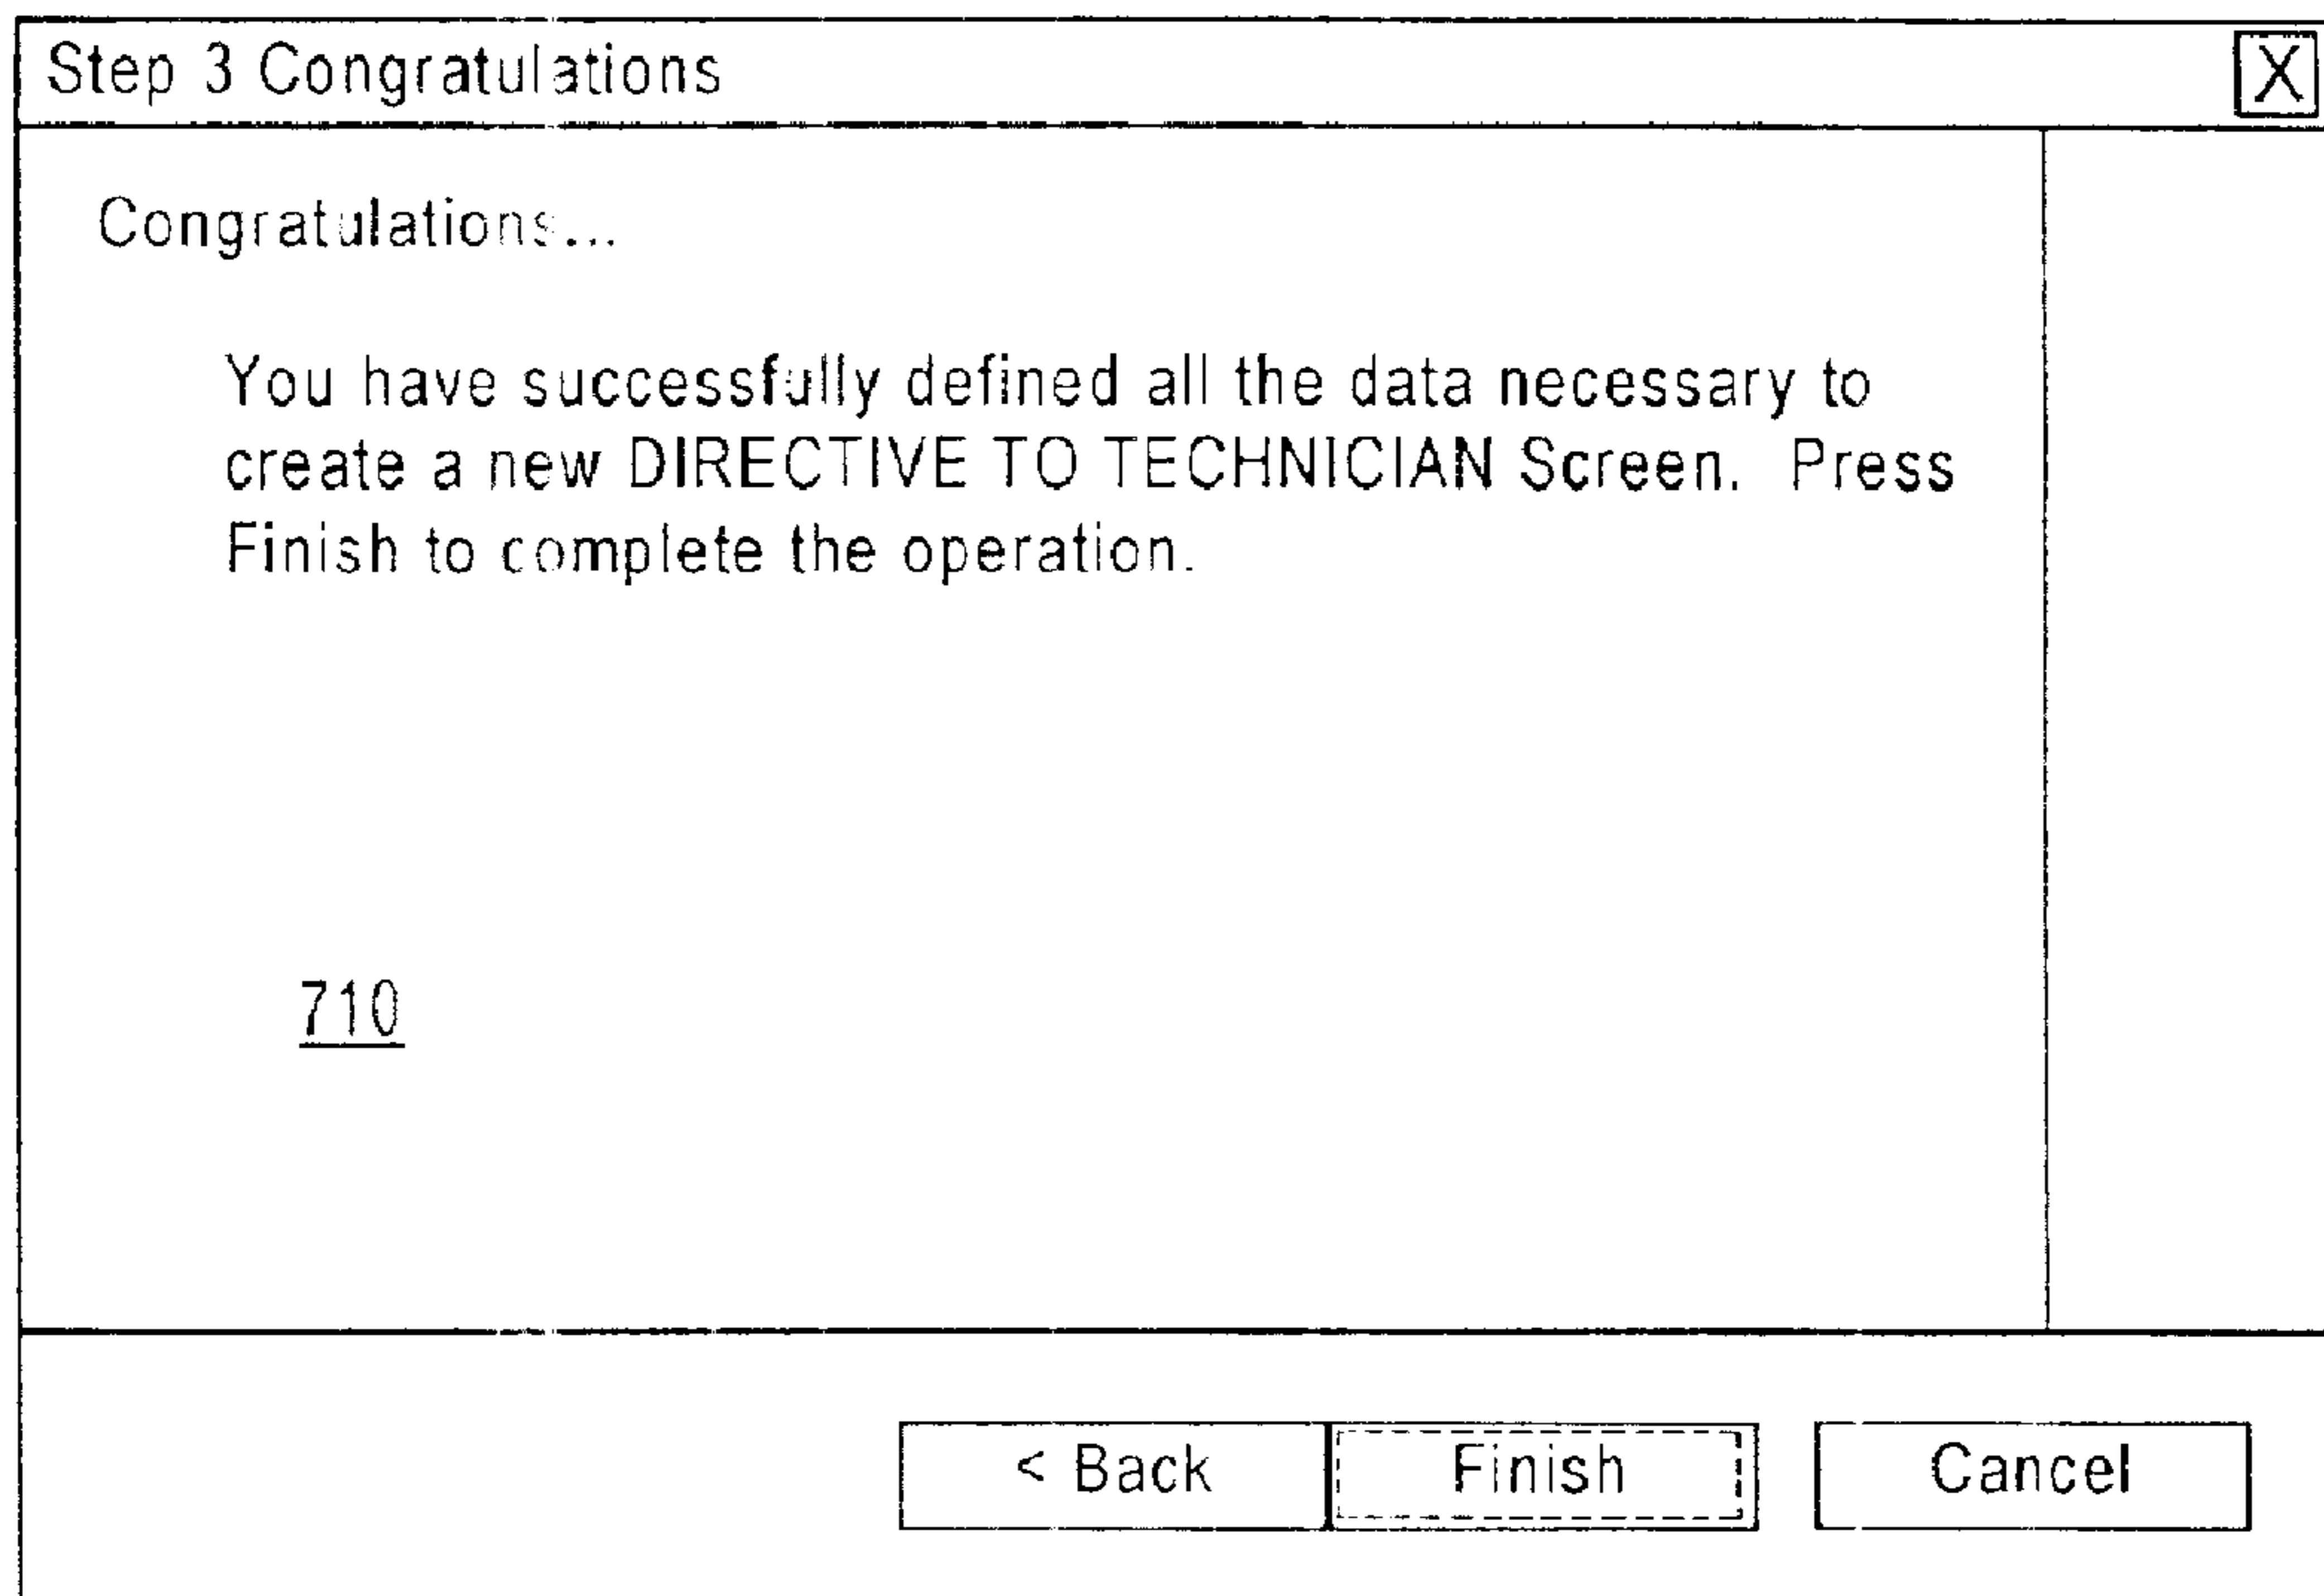 Step 3 Congratulations
X
Congratulations...
You have successfully defined all the data necessary to
create a new DIRECTIVE TO TECHNICIAN Screen. Press
Finish to complete the operation.
710
< Back
Finish
Cancel